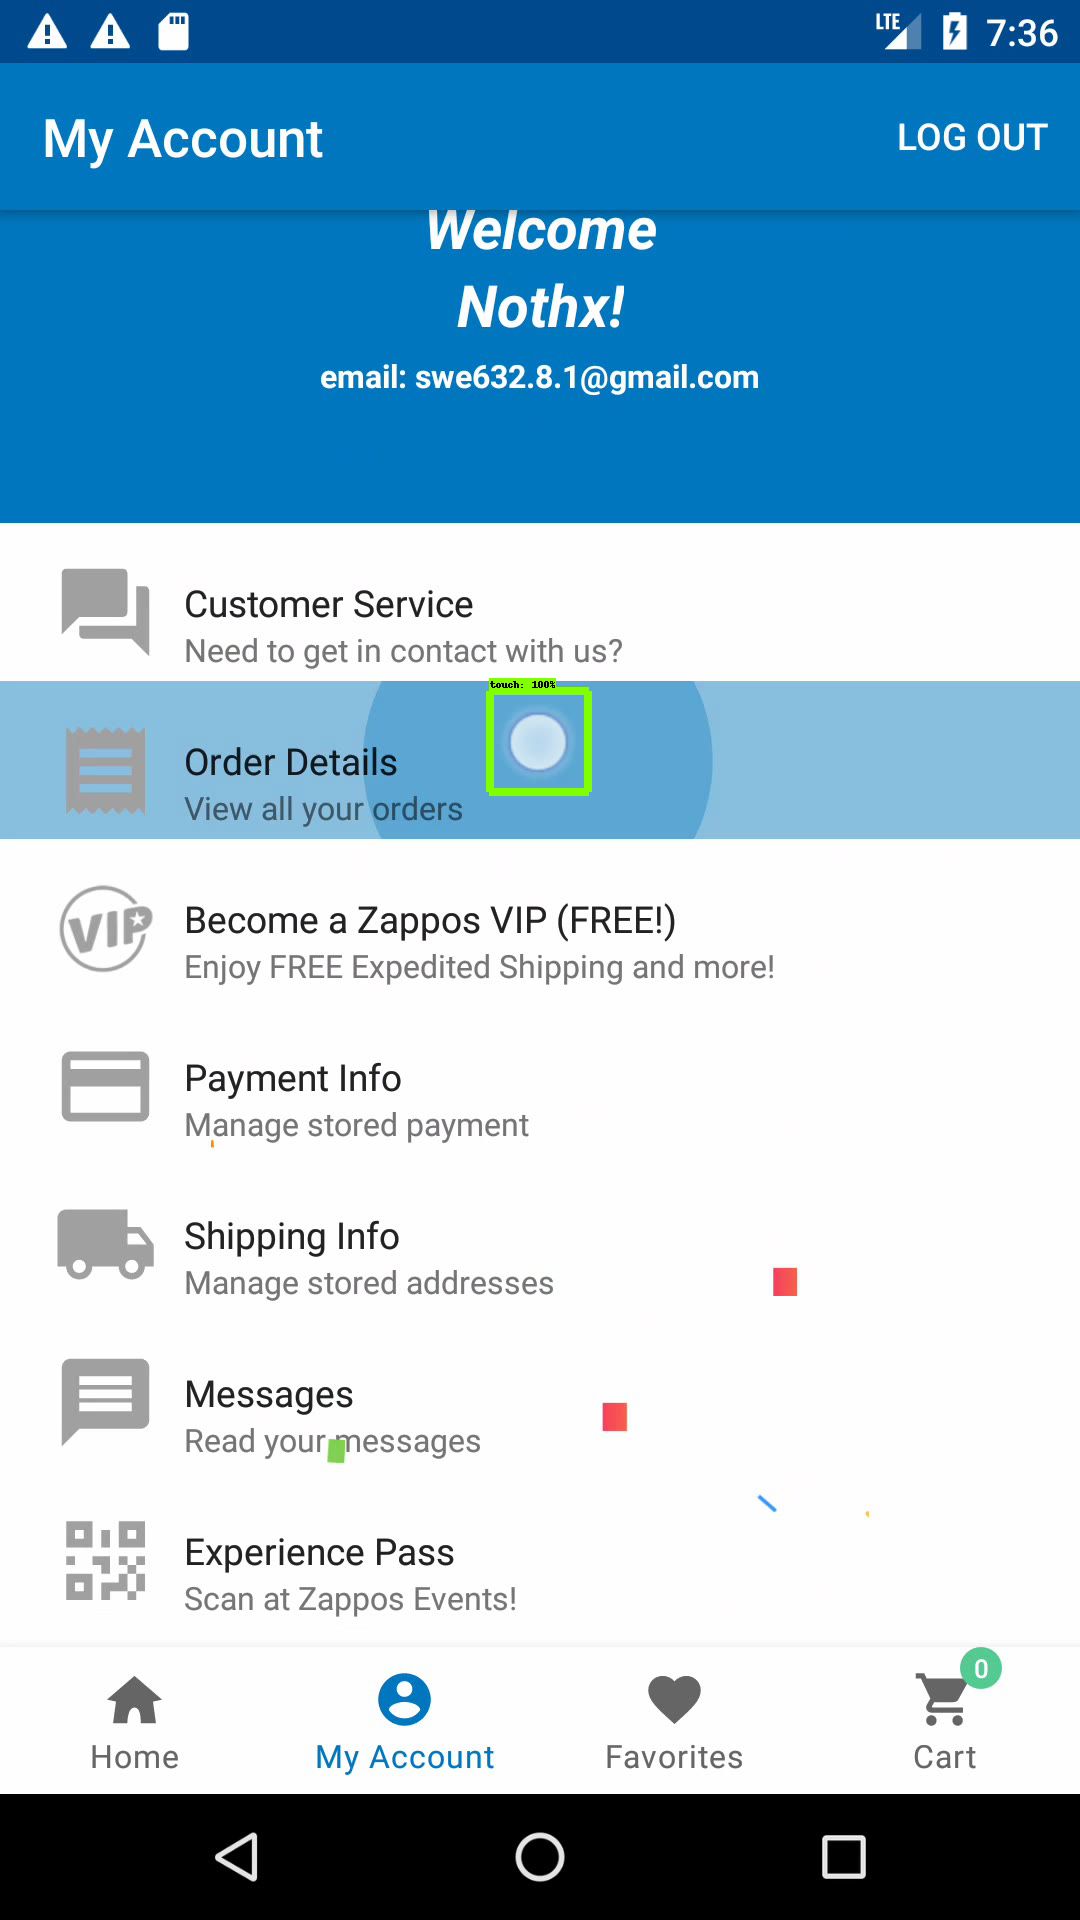 LTE 7:36
My Account LOG OUT
Welcome
Nothx!
email: swe632.8.1@gmail.com
Customer Service
Need to get in contact with us?
touch: 100%
Order Details
View all your orders
VIP
Become a Zappos VIP (FREE!)
Enjoy FREE Expedited Shipping and more!
Payment Info
Manage stored payment
Shipping Info
Manage stored addresses
Messages
Read your messages
Experience Pass
Scan at Zappos Events!
0
Home My Account Favorites Cart